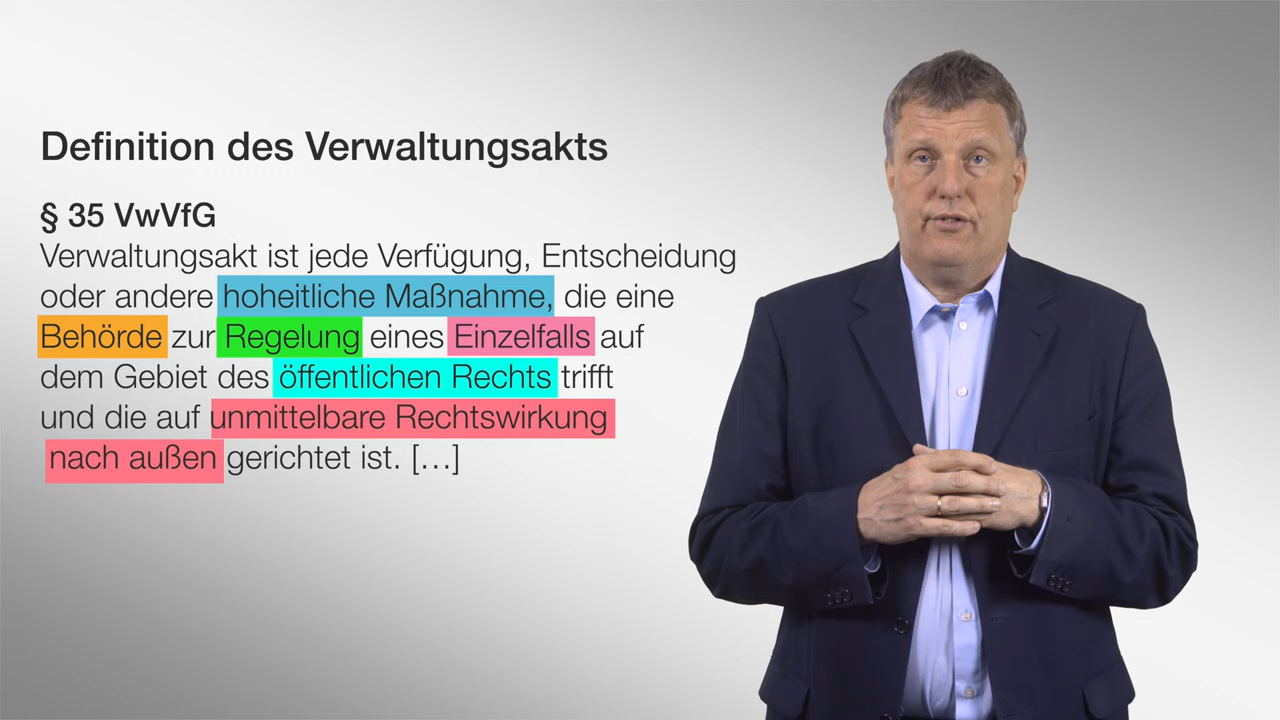 Definition des Verwaltungsakts
§ 35 VwVfG
Verwaltungsakt ist jede Verfügung, Entscheidung
oder andere hoheitliche Maßnahme, die eine
Behörde zur Regelung eines Einzelfalls auf
dem Gebiet des öffentlichen Rechts trifft
und die auf unmittelbare Rechtswirkung
nach außen gerichtet ist. […]